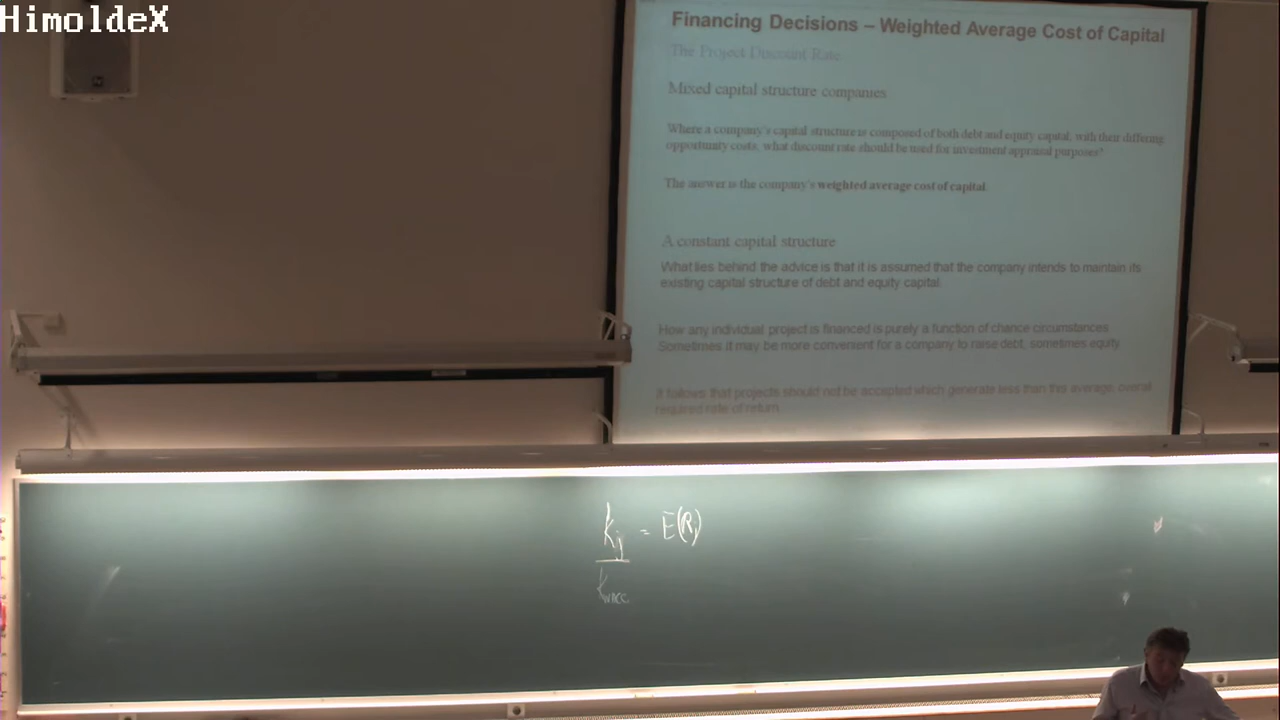 HimoldeX
Financing Decisions – Weighted Average Cost of Capital
The Project Discount Rate
Mixed capital structure companies
Where a company's capital structure is composed of both debt and equity capital, with their differing
opportunity costs, what discount rate should be used for investment appraisal purposes?
The answer is the company's weighted average cost of capital.
A constant capital structure
What lies behind the advice is that it is assumed that the company intends to maintain its
existing capital structure of debt and equity capital.
How any individual project is financed is purely a function of chance circumstances.
Sometimes it may be more convenient for a company to raise debt, sometimes equity.
It follows that projects should not be accepted which generate less than this average, overall
required rate of return.
kj = E(Rj)
kWACC